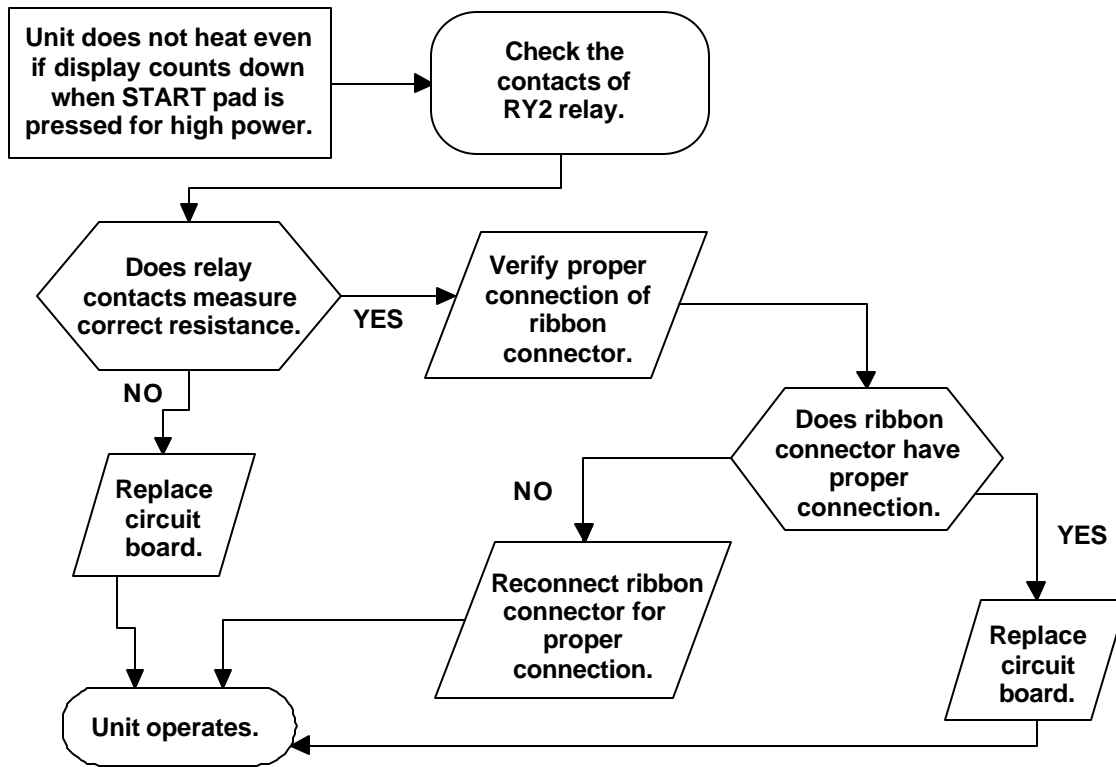 Unit does not heat even
if display counts down
when START pad is
pressed for high power.
Check the
contacts of
RY2 relay.
Does relay
contacts measure
correct resistance.
YES
Verify proper
connection of
ribbon
connector.
NO
Replace
circuit
board.
Does ribbon
connector have
proper
connection.
NO
Reconnect ribbon
connector for
proper
connection.
YES
Replace
circuit
board.
Unit operates.